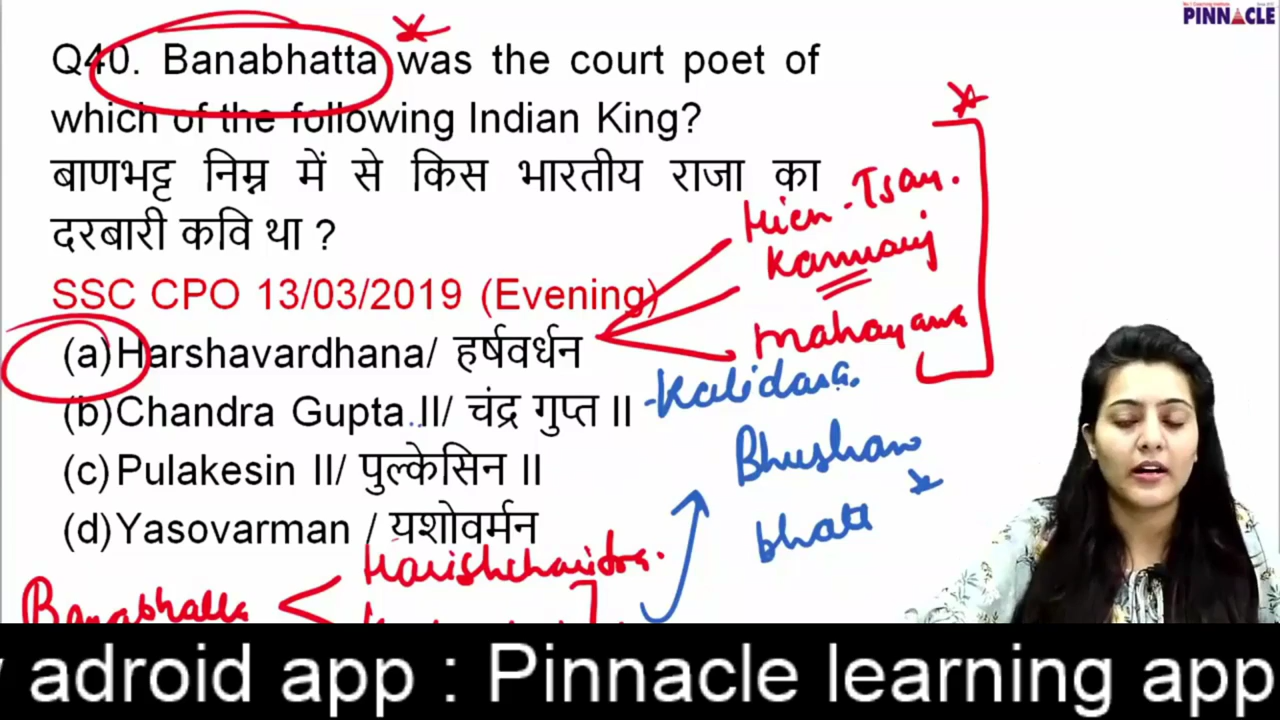 PINNACLE
Q40. Banabhatta was the court poet of
which of the following Indian King?
बाणभट्ट निम्न में से किस भारतीय राजा का
दरबारी कवि था ?
SSC CPO 13/03/2019 (Evening)
(a)Harshavardhana/ हर्षवर्धन
(b)Chandra Gupta II/ चंद्र गुप्त II
(c)Pulakesin II/ पुल्केसिन II
(d)Yasovarman / यशोवर्मन
Hien-Tsan.
Kannauj
Mahayana
-Kalidasa.
Bhushan
bhatt
Harishcharitra.
Banabhatta
adroid app : Pinnacle learning app